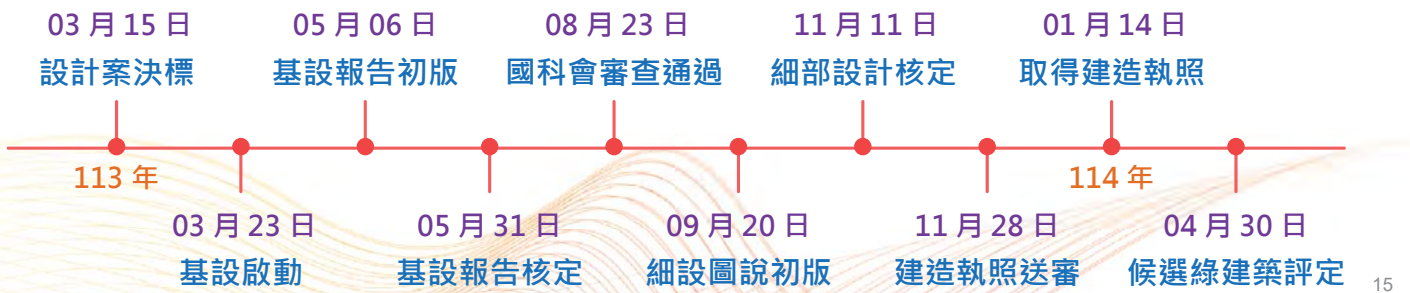 03 月 15 日
設計案決標
05 月 06 日
基設報告初版
08 月 23 日
國科會審查通過
11 月 11 日
細部設計核定
01 月 14 日
取得建造執照
113 年
114 年
03 月 23 日
基設啟動
05 月 31 日
基設報告核定
09 月 20 日
細設圖說初版
11 月 28 日
建造執照送審
04 月 30 日
候選綠建築評定
15